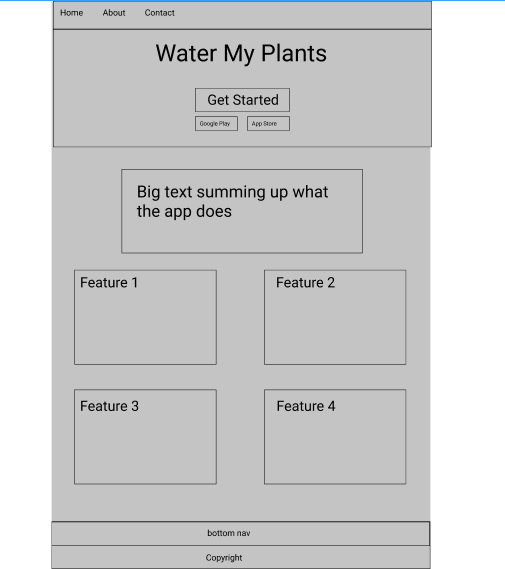 Home About Contact
Water My Plants
Get Started
Google Play App Store
Big text summing up what
the app does
Feature 1
Feature 2
Feature 3
Feature 4
bottom nav
Copyright